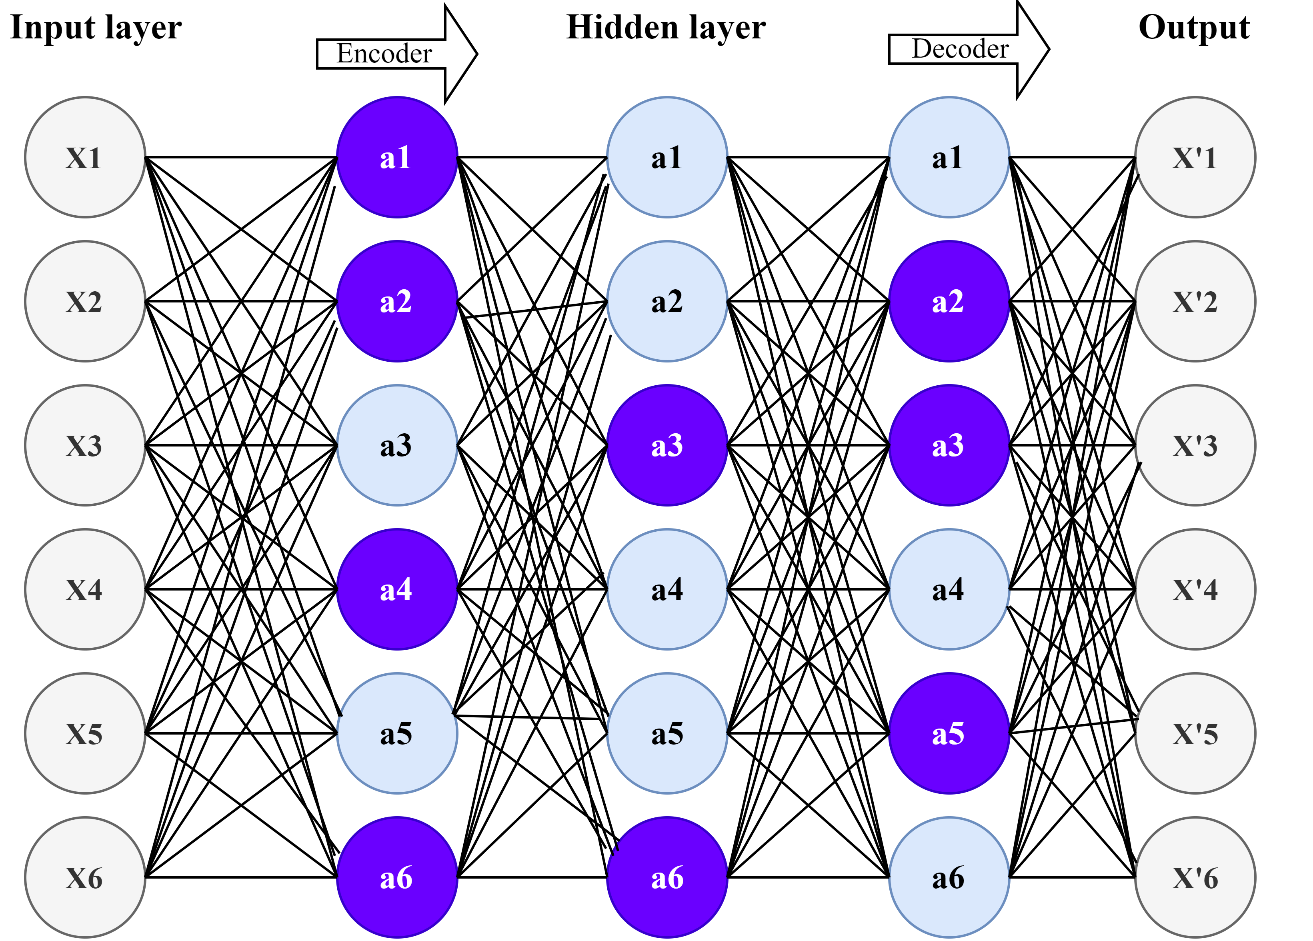 Input layer
Encoder
Hidden layer
Decoder
Output
X1 a1 a1 a1 X'1
X2 a2 a2 a2 X'2
X3 a3 a3 a3 X'3
X4 a4 a4 a4 X'4
X5 a5 a5 a5 X'5
X6 a6 a6 a6 X'6